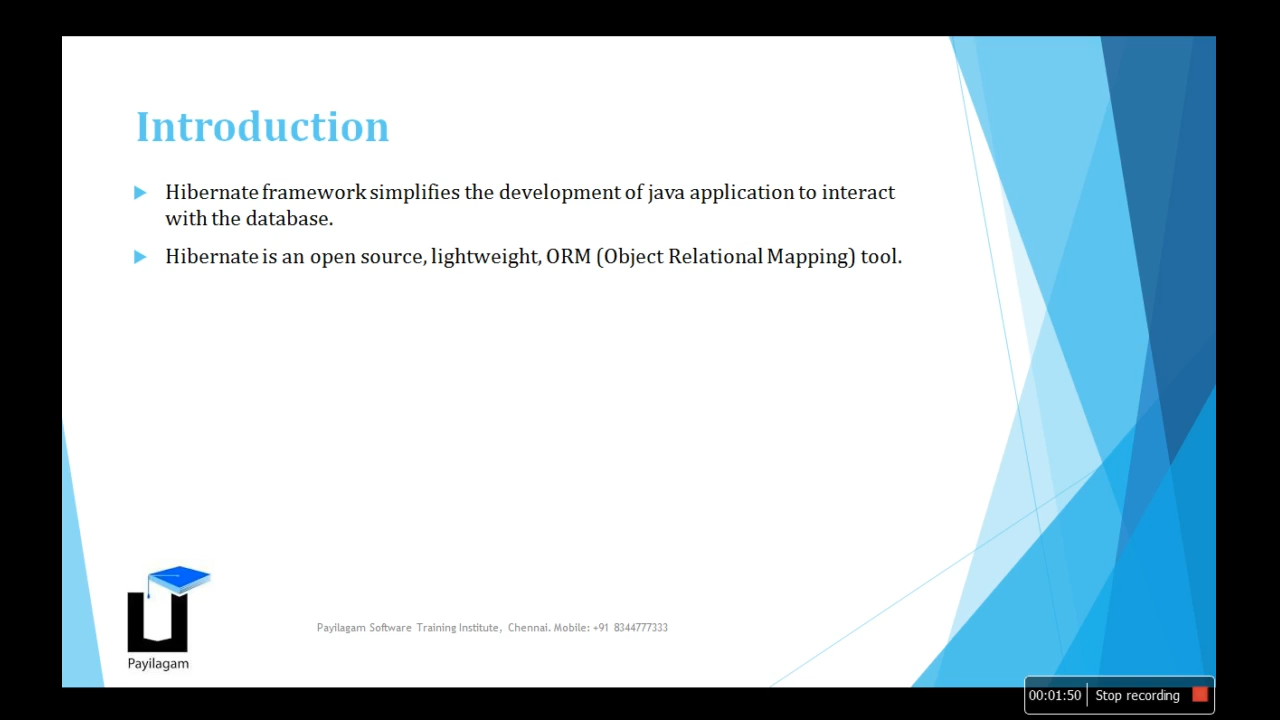 Introduction
Hibernate framework simplifies the development of java application to interact
with the database.
Hibernate is an open source, lightweight, ORM (Object Relational Mapping) tool.
Payilagam
Payilagam Software Training Institute, Chennai. Mobile: +91 8344777333
00:01:50 Stop recording